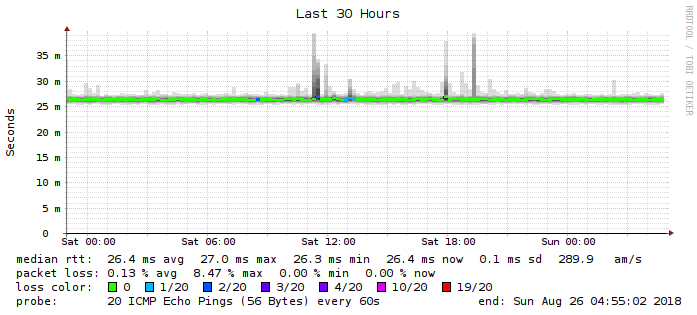 Last 30 Hours
RRDTOOL / TOBI OETIKER
Seconds
35 m
30 m
25 m
20 m
15 m
10 m
5 m
0
Sat 00:00 Sat 06:00 Sat 12:00 Sat 18:00 Sun 00:00
median rtt: 26.4 ms avg 27.0 ms max 26.3 ms min 26.4 ms now 0.1 ms sd 289.9 am/s
packet loss: 0.13 % avg 8.47 % max 0.00 % min 0.00 % now
loss color: 0 1/20 2/20 3/20 4/20 10/20 19/20
probe: 20 ICMP Echo Pings (56 Bytes) every 60s end: Sun Aug 26 04:55:02 2018